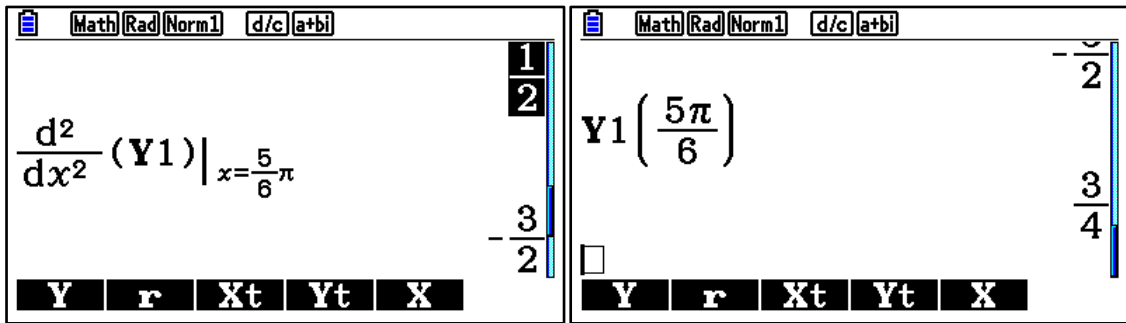 Math Rad Norm1 d/c a+bi
1/2
d²/dx² (Y1)|x=5/6π
-3/2
Y r Xt Yt X
Math Rad Norm1 d/c a+bi
-3/2
Y1(5π/6)
3/4
Y r Xt Yt X